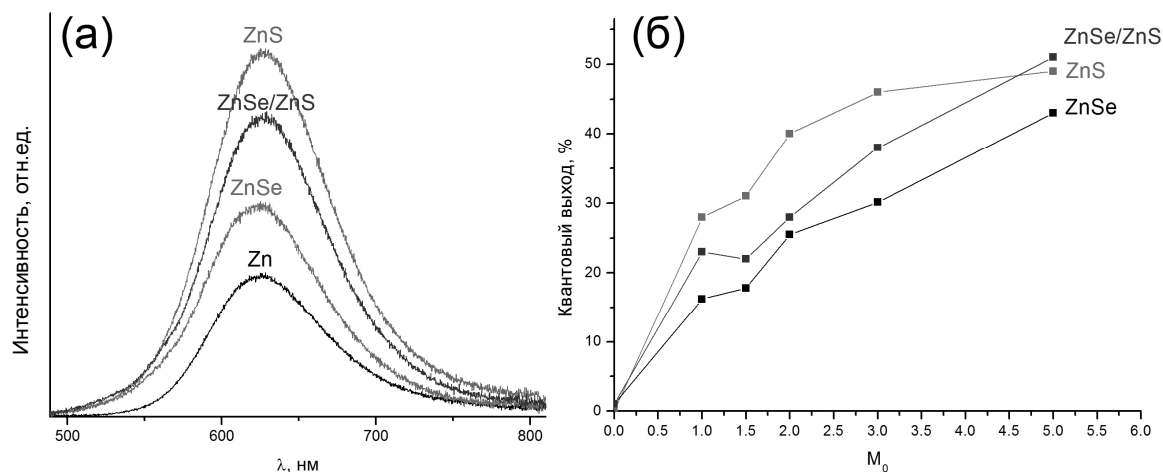 (а)
ZnS
ZnSe/ZnS
ZnSe
Zn
Интенсивность, отн.ед.
500 600 700 800
λ, нм
(б)
ZnSe/ZnS
ZnS
ZnSe
Квантовый выход, %
50
40
30
20
10
0
0.0 0.5 1.0 1.5 2.0 2.5 3.0 3.5 4.0 4.5 5.0 5.5 6.0
M₀